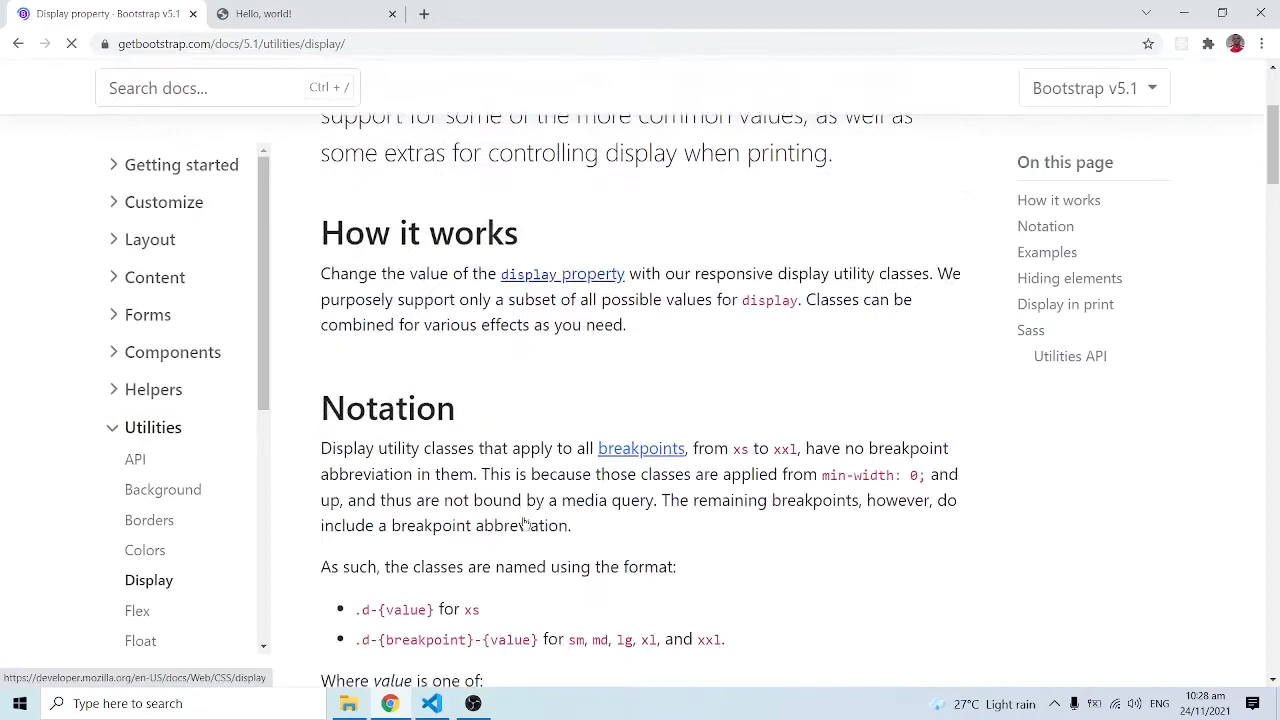 Display property · Bootstrap v5.1
Hello, world!
getbootstrap.com/docs/5.1/utilities/display/
Search docs...
Ctrl + /
Bootstrap v5.1
Getting started
Customize
Layout
Content
Forms
Components
Helpers
Utilities
API
Background
Borders
Colors
Display
Flex
Float
support for some of the more common values, as well as
some extras for controlling display when printing.
How it works
Change the value of the display property with our responsive display utility classes. We
purposely support only a subset of all possible values for display. Classes can be
combined for various effects as you need.
Notation
Display utility classes that apply to all breakpoints, from xs to xxl, have no breakpoint
abbreviation in them. This is because those classes are applied from min-width: 0; and
up, and thus are not bound by a media query. The remaining breakpoints, however, do
include a breakpoint abbreviation.
As such, the classes are named using the format:
• .d-{value} for xs
• .d-{breakpoint}-{value} for sm, md, lg, xl, and xxl.
Where value is one of:
On this page
How it works
Notation
Examples
Hiding elements
Display in print
Sass
Utilities API
https://developer.mozilla.org/en-US/docs/Web/CSS/display
Type here to search
27°C Light rain
ENG
10:28 am
24/11/2021